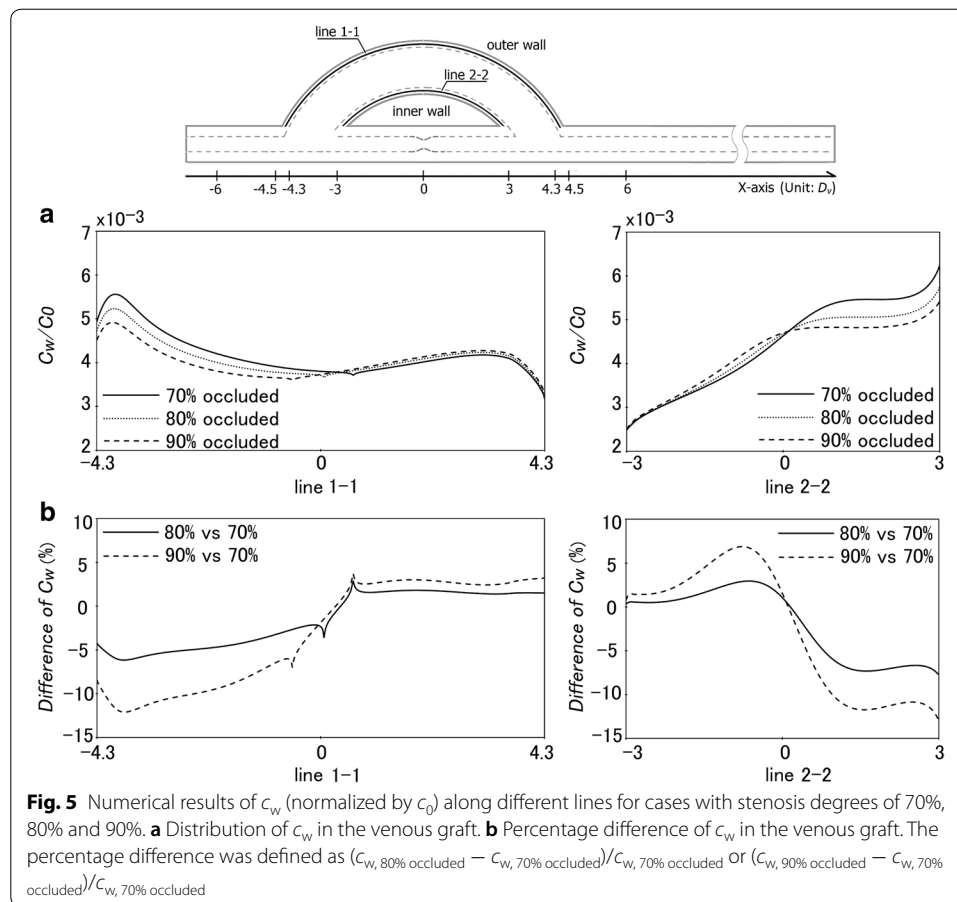 line 1-1
outer wall
line 2-2
inner wall
-6 -4.5 -4.3 -3 0 3 4.3 4.5 6 X-axis (Unit: Dv)
a
x10−3
7
6
5
4
3
2
Cw/C0
70% occluded
80% occluded
90% occluded
−4.3 0 4.3
line 1-1
x10−3
7
6
5
4
3
2
Cw/C0
70% occluded
80% occluded
90% occluded
−3 0 3
line 2-2
b
10
5
0
−5
−10
−15
Difference of Cw (%)
80% vs 70%
90% vs 70%
−4.3 0 4.3
line 1-1
10
5
0
−5
−10
−15
Difference of Cw (%)
80% vs 70%
90% vs 70%
−3 0 3
line 2-2
Fig. 5 Numerical results of cw (normalized by c0) along different lines for cases with stenosis degrees of 70%,
80% and 90%. a Distribution of cw in the venous graft. b Percentage difference of cw in the venous graft. The
percentage difference was defined as (cw, 80% occluded − cw, 70% occluded)/cw, 70% occluded or (cw, 90% occluded − cw, 70%
occluded)/cw, 70% occluded